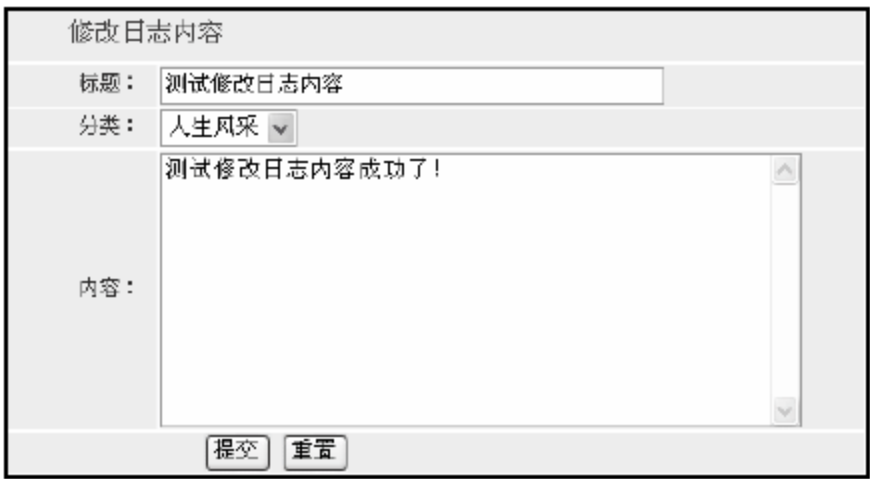 修改日志内容
标题：测试修改日志内容
分类：人生风采
测试修改日志内容成功了！
内容：
提交 重置